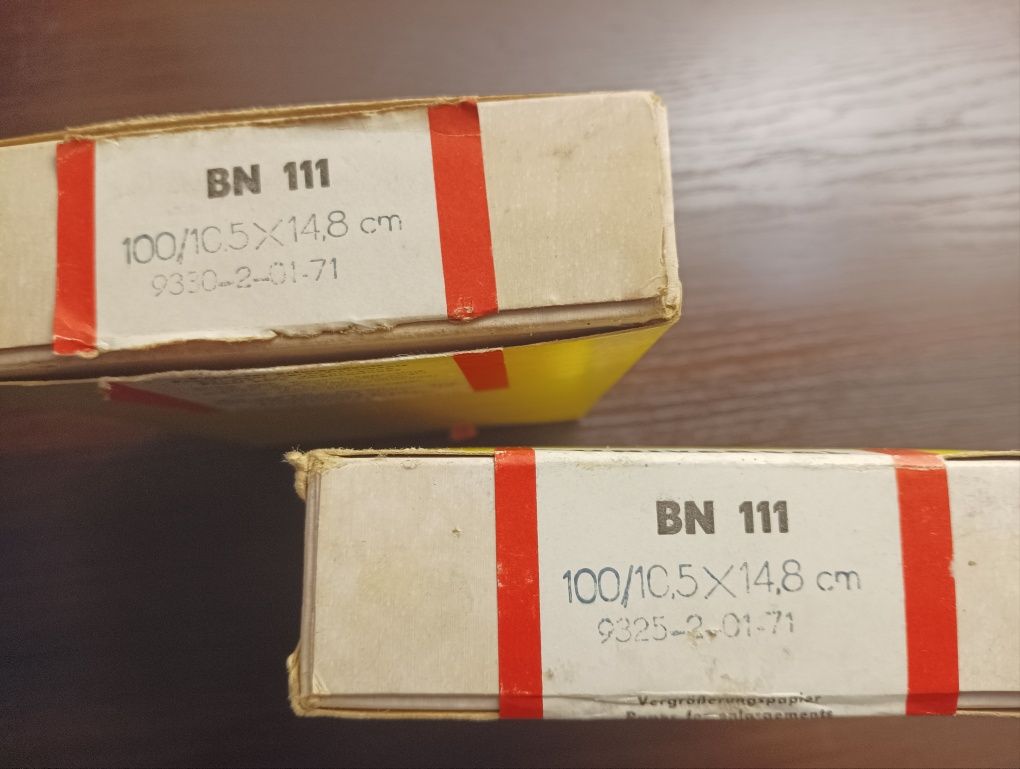 BN 111
100/10.5×14,8 cm
9330-2-01-71
BN 111
100/10,5×14,8 cm
9325-2-01-71
Vergrößerungspapier